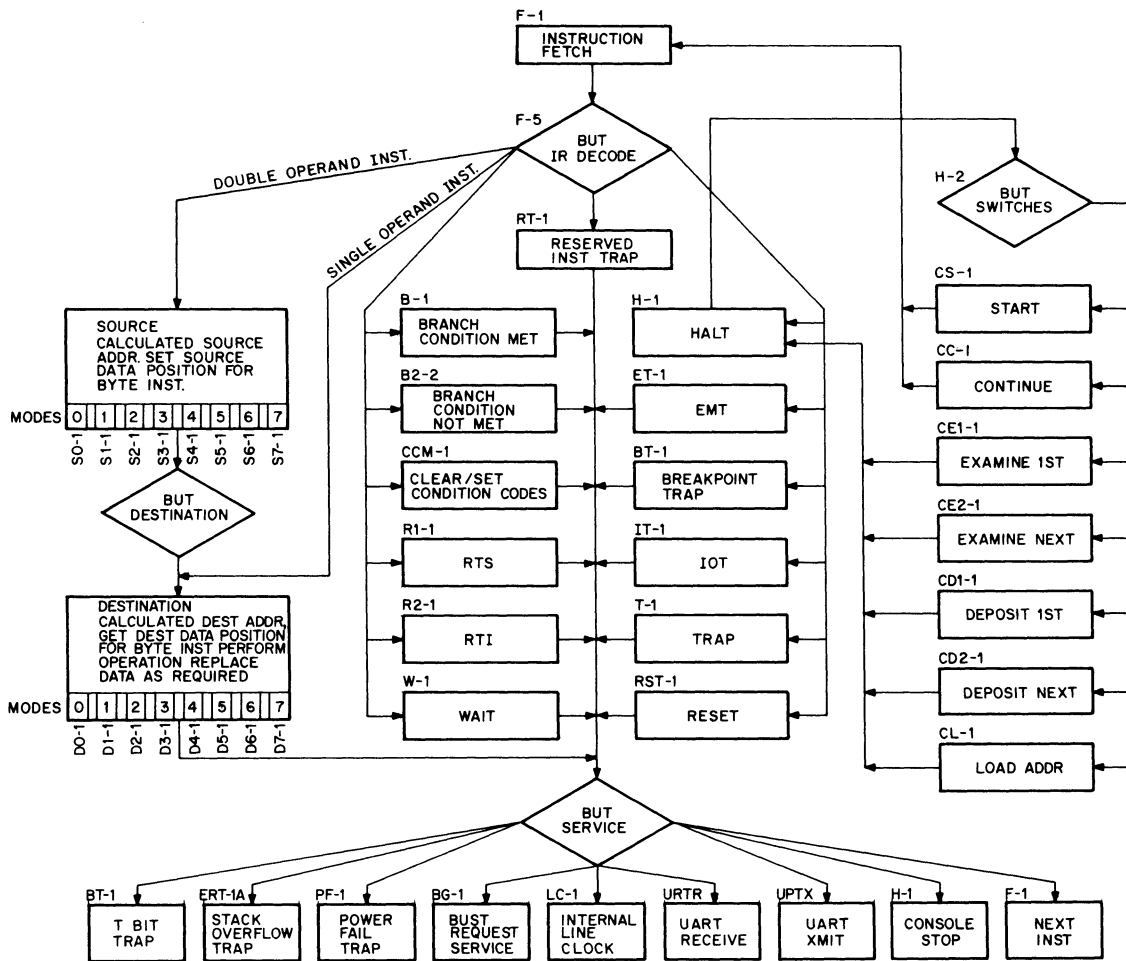 F-1
INSTRUCTION
FETCH
F-5
BUT
IR DECODE
DOUBLE OPERAND INST.
SINGLE OPERAND INST.
H-2
BUT
SWITCHES
RT-1
RESERVED
INST TRAP
SOURCE
CALCULATED SOURCE
ADDR. SET SOURCE
DATA POSITION FOR
BYTE INST.
MODES 0 1 2 3 4 5 6 7
S0-1 S1-1 S2-1 S3-1 S4-1 S5-1 S6-1 S7-1
BUT
DESTINATION
DESTINATION
CALCULATED DEST ADDR,
GET DEST DATA POSITION
FOR BYTE INST PERFORM
OPERATION REPLACE
DATA AS REQUIRED
MODES 0 1 2 3 4 5 6 7
D0-1 D1-1 D2-1 D3-1 D4-1 D5-1 D6-1 D7-1
B-1
BRANCH
CONDITION MET
B2-2
BRANCH
CONDITION
NOT MET
CCM-1
CLEAR/SET
CONDITION CODES
R1-1
RTS
R2-1
RTI
W-1
WAIT
H-1
HALT
ET-1
EMT
BT-1
BREAKPOINT
TRAP
IT-1
IOT
T-1
TRAP
RST-1
RESET
CS-1
START
CC-1
CONTINUE
CE1-1
EXAMINE 1ST
CE2-1
EXAMINE NEXT
CD1-1
DEPOSIT 1ST
CD2-1
DEPOSIT NEXT
CL-1
LOAD ADDR
BUT
SERVICE
BT-1
T BIT
TRAP
ERT-1A
STACK
OVERFLOW
TRAP
PF-1
POWER
FAIL
TRAP
BG-1
BUST
REQUEST
SERVICE
LC-1
INTERNAL
LINE
CLOCK
URTR
UART
RECEIVE
UPTX
UART
XMIT
H-1
CONSOLE
STOP
F-1
NEXT
INST